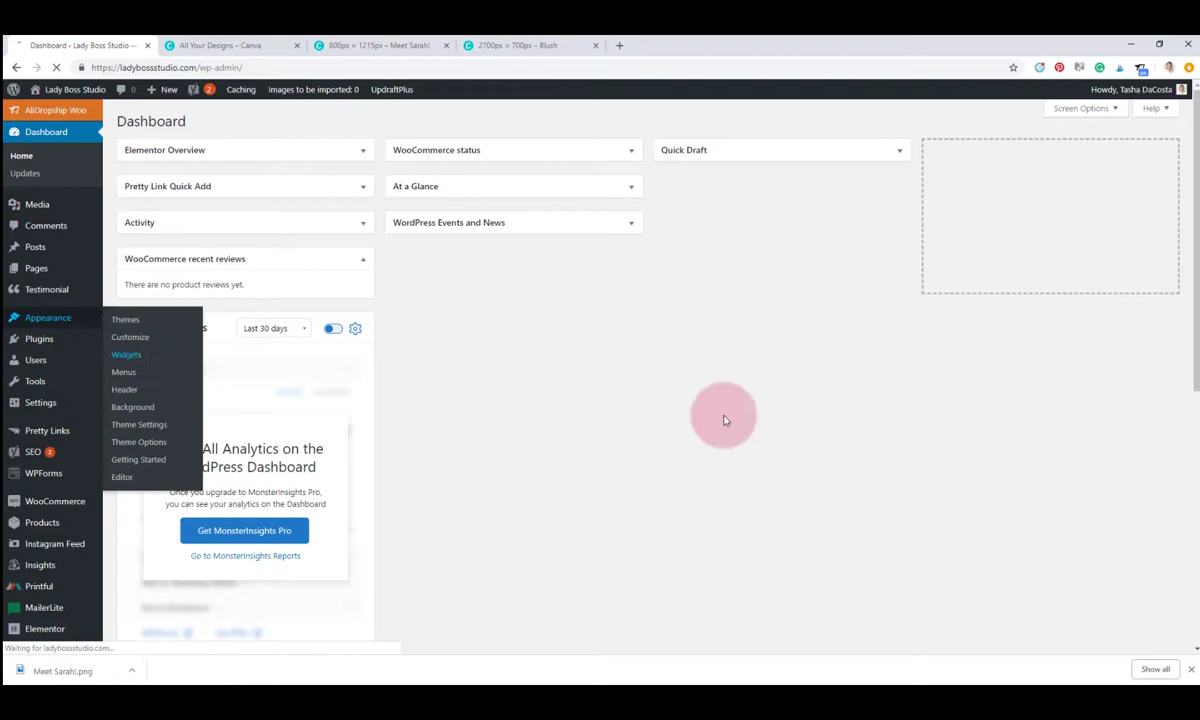 Dashboard ‹ Lady Boss Studio —
All Your Designs – Canva
800px × 1215px – Meet Sarah!
2700px × 700px – Blush
https://ladybossstudio.com/wp-admin/
Lady Boss Studio 0 New 2 Caching Images to be imported: 0 UpdraftPlus Howdy, Tasha DaCosta
AliDropship Woo
Screen Options Help
Dashboard
Dashboard
Home
Updates
Media
Comments
Posts
Pages
Testimonial
Appearance
Plugins
Users
Tools
Settings
Pretty Links
SEO 2
WPForms
WooCommerce
Products
Instagram Feed
Insights
Printful
MailerLite
Elementor
Themes
Customize
Widgets
Menus
Header
Background
Theme Settings
Theme Options
Getting Started
Editor
Elementor Overview
WooCommerce status
Quick Draft
Pretty Link Quick Add
At a Glance
Activity
WordPress Events and News
WooCommerce recent reviews
There are no product reviews yet.
s Last 30 days
All Analytics on the
dPress Dashboard
Once you upgrade to MonsterInsights Pro,
you can see your analytics on the Dashboard
Get MonsterInsights Pro
Go to MonsterInsights Reports
Waiting for ladybossstudio.com...
Meet Sarah!.png
Show all